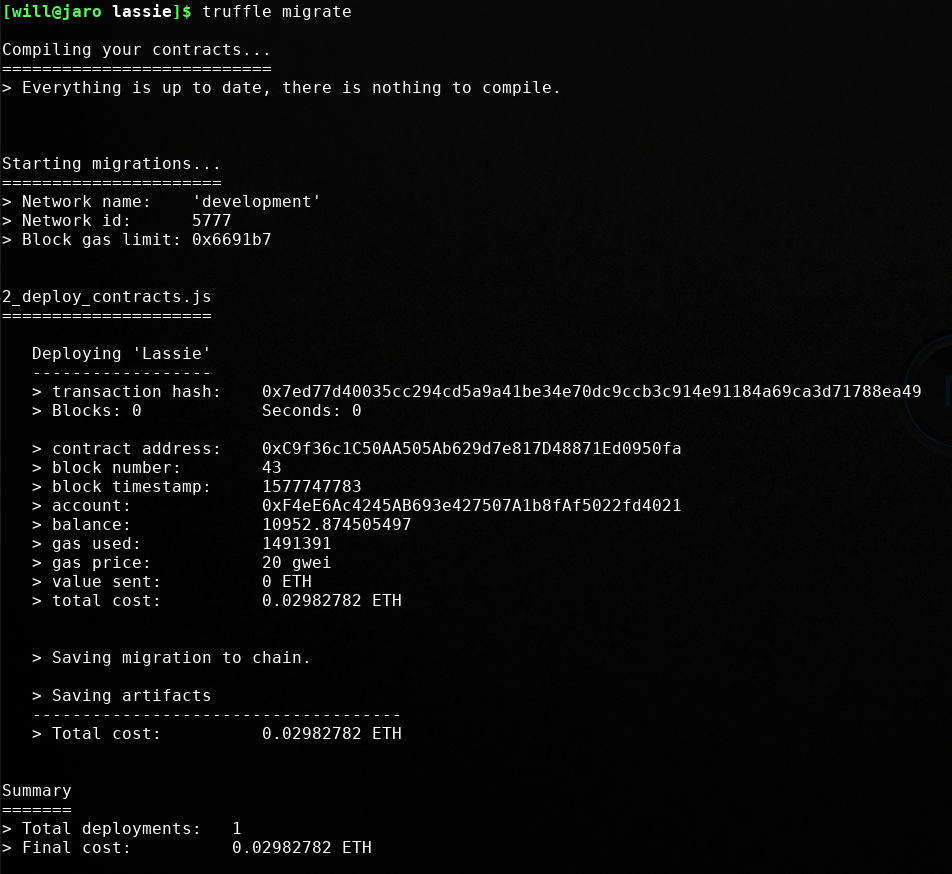 [will@jaro lassie]$ truffle migrate
Compiling your contracts...
===========================
> Everything is up to date, there is nothing to compile.
Starting migrations...
======================
> Network name:    'development'
> Network id:      5777
> Block gas limit: 0x6691b7
2_deploy_contracts.js
=====================
   Deploying 'Lassie'
   ------------------
   > transaction hash:    0x7ed77d40035cc294cd5a9a41be34e70dc9ccb3c914e91184a69ca3d71788ea49
   > Blocks: 0            Seconds: 0
   > contract address:    0xC9f36c1C50AA505Ab629d7e817D48871Ed0950fa
   > block number:        43
   > block timestamp:     1577747783
   > account:             0xF4eE6Ac4245AB693e427507A1b8fAf5022fd4021
   > balance:             10952.874505497
   > gas used:            1491391
   > gas price:           20 gwei
   > value sent:          0 ETH
   > total cost:          0.02982782 ETH
   > Saving migration to chain.
   > Saving artifacts
   -------------------------------------
   > Total cost:          0.02982782 ETH
Summary
=======
> Total deployments:   1
> Final cost:          0.02982782 ETH